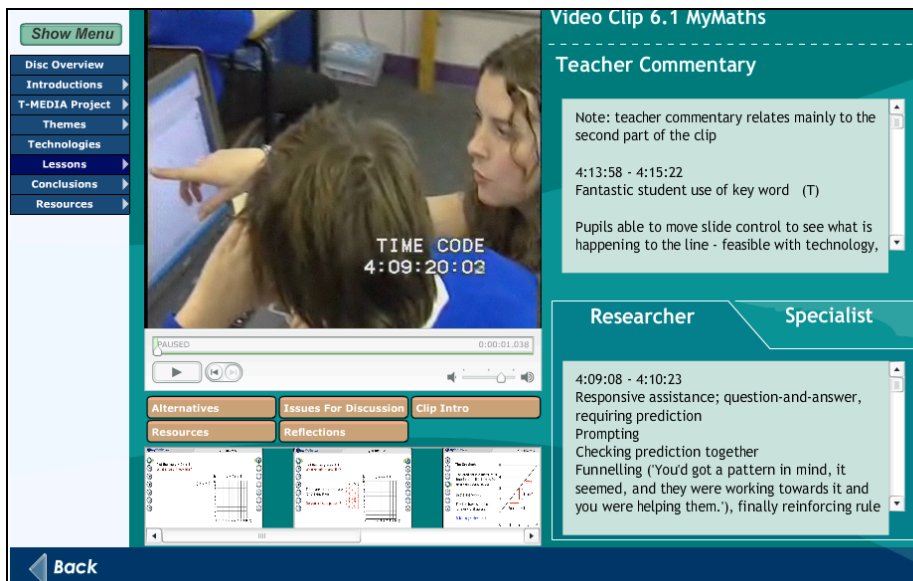 Show Menu
Disc Overview
Introductions
T-MEDIA Project
Themes
Technologies
Lessons
Conclusions
Resources
TIME CODE
4:09:20:02
PAUSED
0:00:01.038
Alternatives
Issues For Discussion
Clip Intro
Resources
Reflections
Video Clip 6.1 MyMaths
Teacher Commentary
Note: teacher commentary relates mainly to the
second part of the clip
4:13:58 - 4:15:22
Fantastic student use of key word (T)
Pupils able to move slide control to see what is
happening to the line - feasible with technology,
Researcher
Specialist
4:09:08 - 4:10:23
Responsive assistance; question-and-answer,
requiring prediction
Prompting
Checking prediction together
Funnelling ('You'd got a pattern in mind, it
seemed, and they were working towards it and
you were helping them.'), finally reinforcing rule
Back